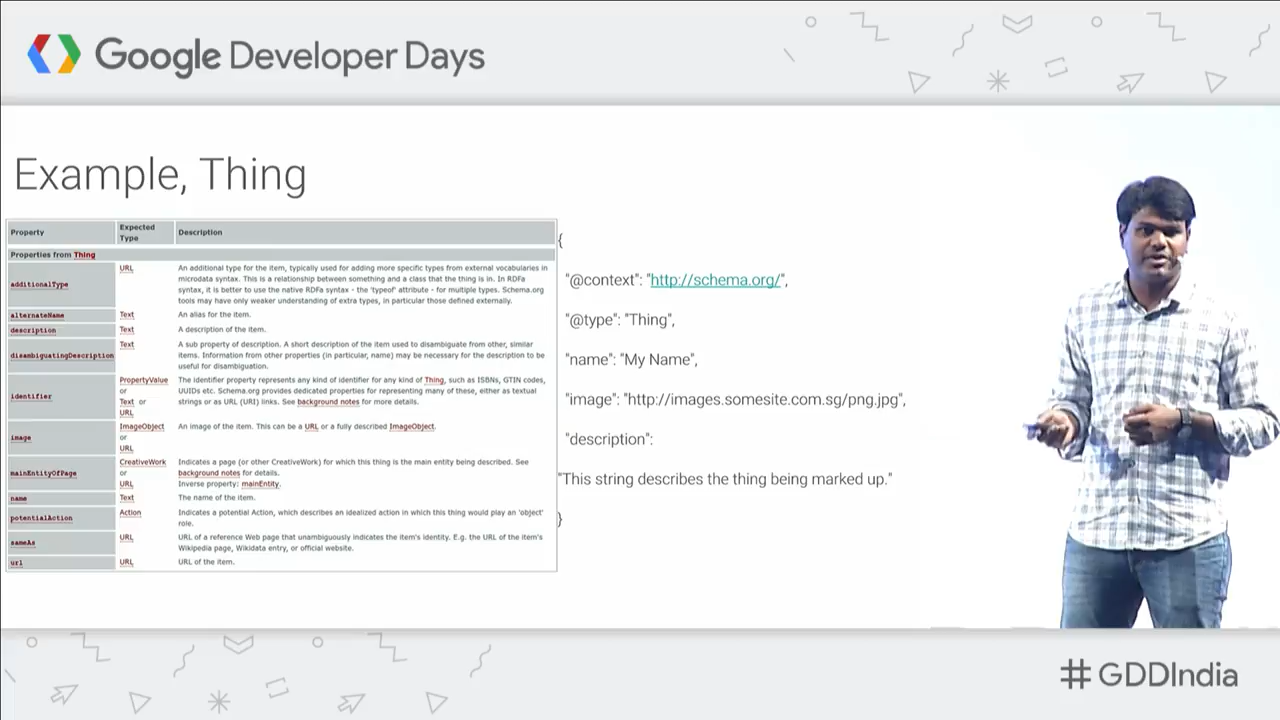 Google Developer Days
Example, Thing
Property Expected Type Description
Properties from Thing
additionalType URL An additional type for the item, typically used for adding more specific types from external vocabularies in
microdata syntax. This is a relationship between something and a class that the thing is in. In RDFa
syntax, it is better to use the native RDFa syntax - the 'typeof' attribute - for multiple types. Schema.org
tools may have only weaker understanding of extra types, in particular those defined externally.
alternateName Text An alias for the item.
description Text A description of the item.
disambiguatingDescription Text A sub property of description. A short description of the item used to disambiguate from other, similar
items. Information from other properties (in particular, name) may be necessary for the description to be
useful for disambiguation.
identifier PropertyValue The identifier property represents any kind of identifier for any kind of Thing, such as ISBNs, GTIN codes,
or UUIDs etc. Schema.org provides dedicated properties for representing many of these, either as textual
Text or strings or as URL (URI) links. See background notes for more details.
URL
image ImageObject An image of the item. This can be a URL or a fully described ImageObject.
or
URL
mainEntityOfPage CreativeWork Indicates a page (or other CreativeWork) for which this thing is the main entity being described. See
or background notes for details.
URL Inverse property: mainEntity.
name Text The name of the item.
potentialAction Action Indicates a potential Action, which describes an idealized action in which this thing would play an 'object'
role.
sameAs URL URL of a reference Web page that unambiguously indicates the item's identity. E.g. the URL of the item's
Wikipedia page, Wikidata entry, or official website.
url URL URL of the item.
{
"@context": "http://schema.org/",
"@type": "Thing",
"name": "My Name",
"image": "http://images.somesite.com.sg/png.jpg",
"description":
"This string describes the thing being marked up."
}
#GDDIndia